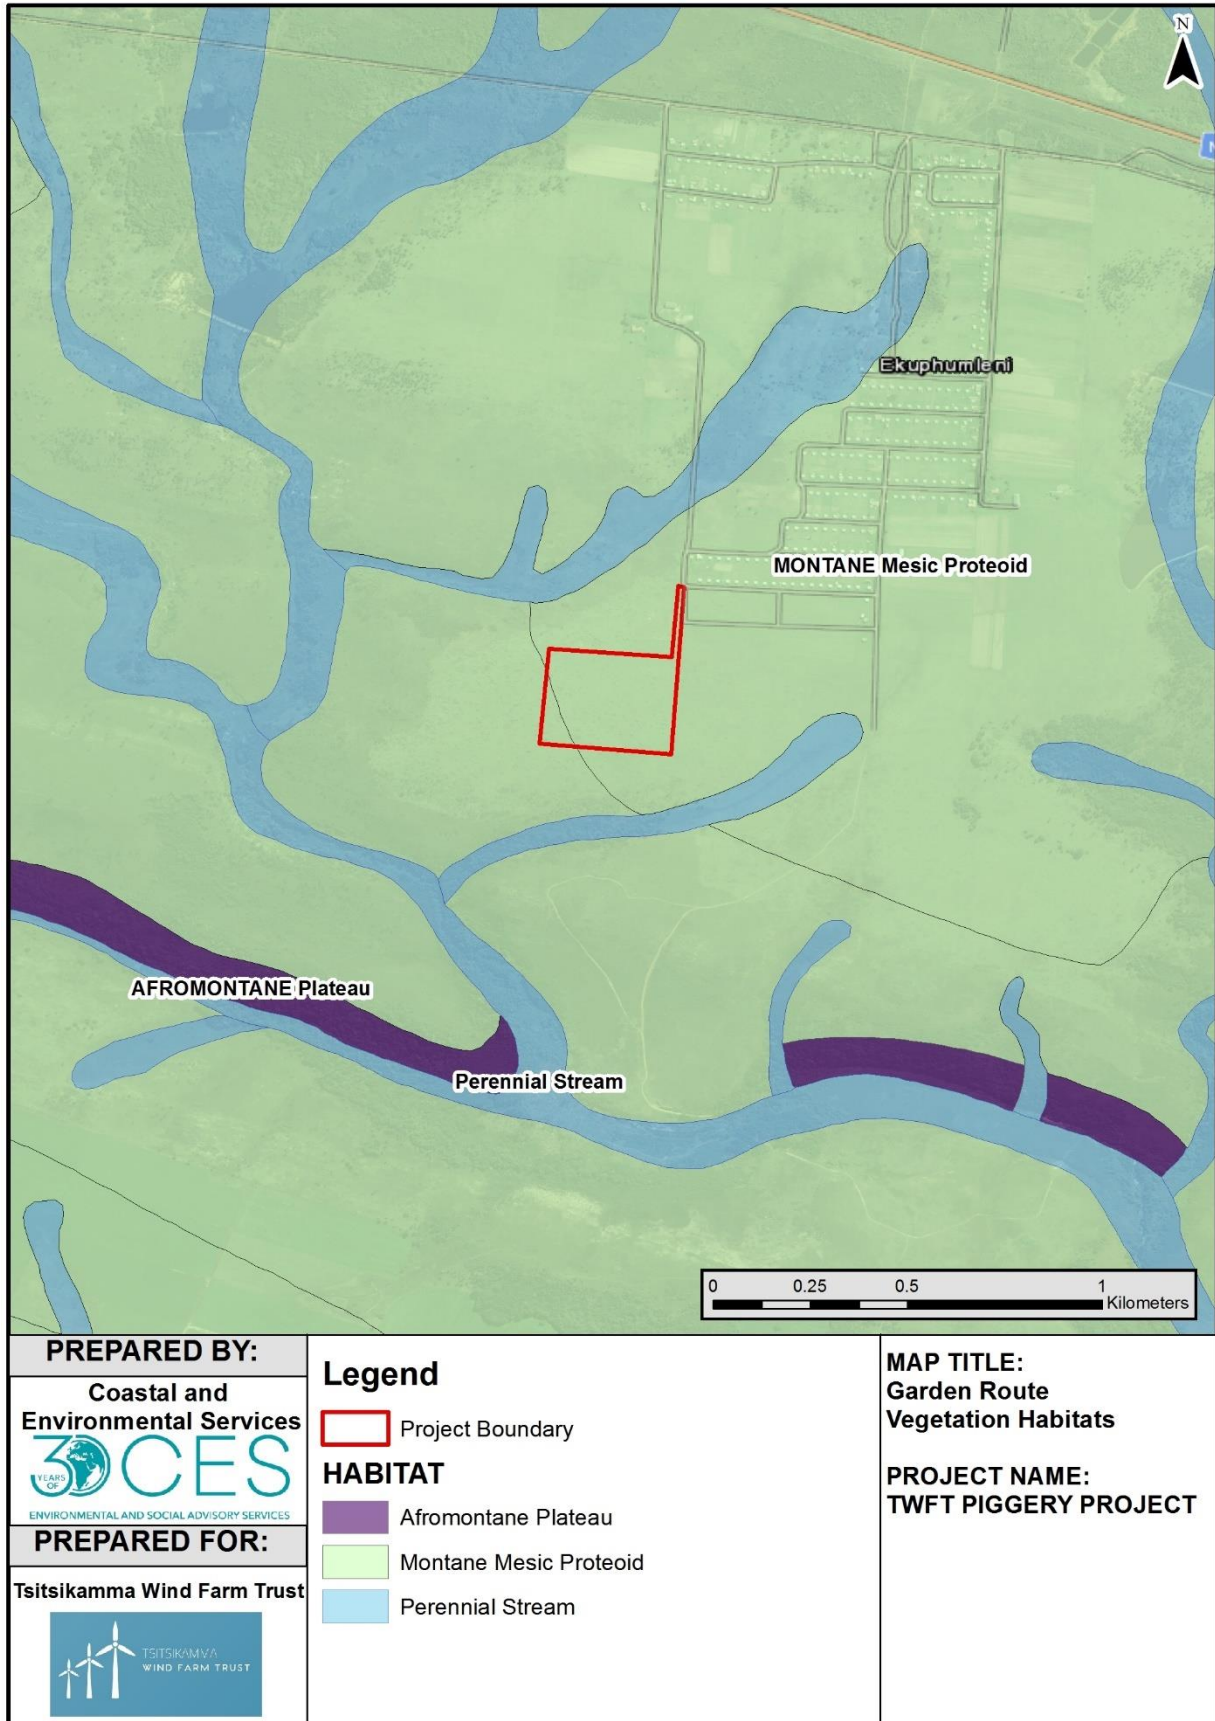 N
N
Ekuphumleni
MONTANE Mesic Proteoid
AFROMONTANE Plateau
Perennial Stream
0 0.25 0.5 1
Kilometers
PREPARED BY:
Coastal and
Environmental Services
30 CES
YEARS
OF
ENVIRONMENTAL AND SOCIAL ADVISORY SERVICES
PREPARED FOR:
Tsitsikamma Wind Farm Trust
TSITSIKAMMA
WIND FARM TRUST
Legend
Project Boundary
HABITAT
Afromontane Plateau
Montane Mesic Proteoid
Perennial Stream
MAP TITLE:
Garden Route
Vegetation Habitats
PROJECT NAME:
TWFT PIGGERY PROJECT